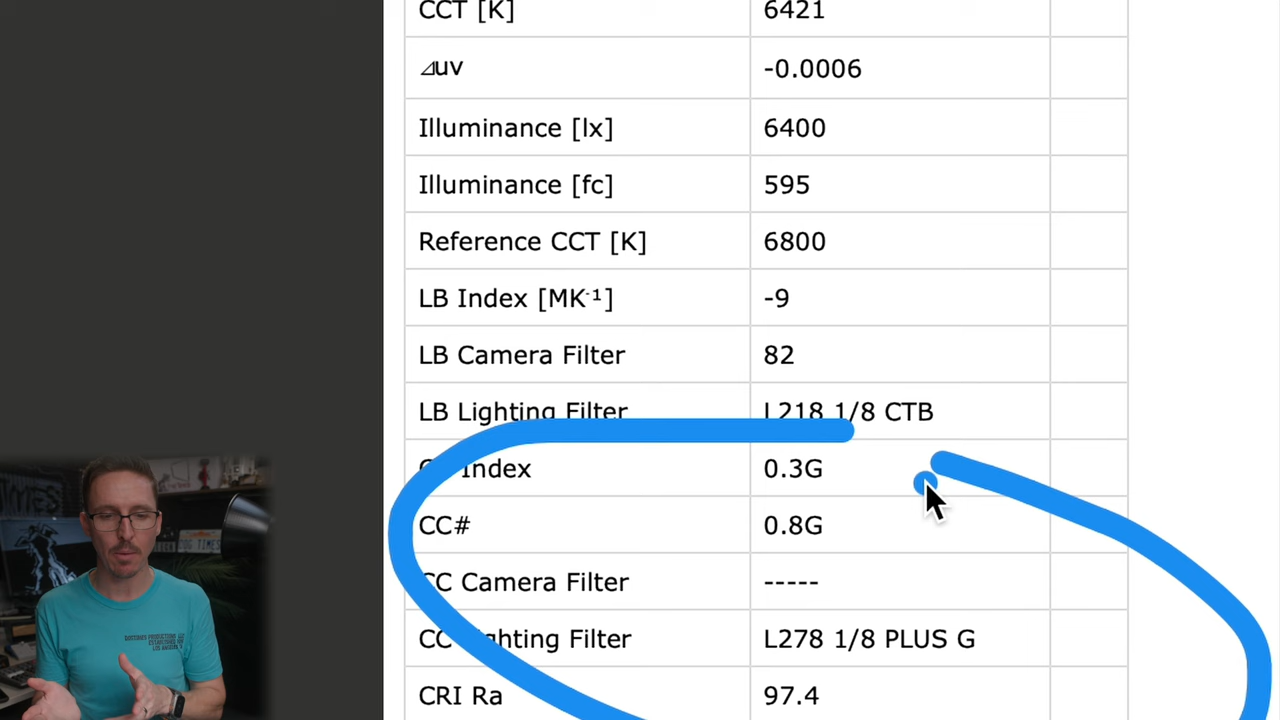 CCT [K] 6421
⊿uv -0.0006
Illuminance [lx] 6400
Illuminance [fc] 595
Reference CCT [K] 6800
LB Index [MK⁻¹] -9
LB Camera Filter 82
LB Lighting Filter L218 1/8 CTB
Index 0.3G
CC# 0.8G
CC Camera Filter -----
CC Lighting Filter L278 1/8 PLUS G
CRI Ra 97.4